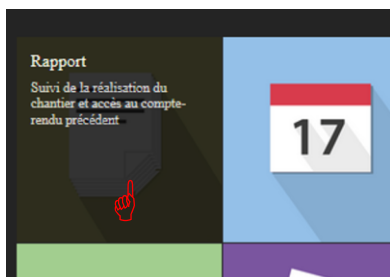 Rapport
Suivi de la réalisation du
chantier et accès au compte-
rendu précédent
17